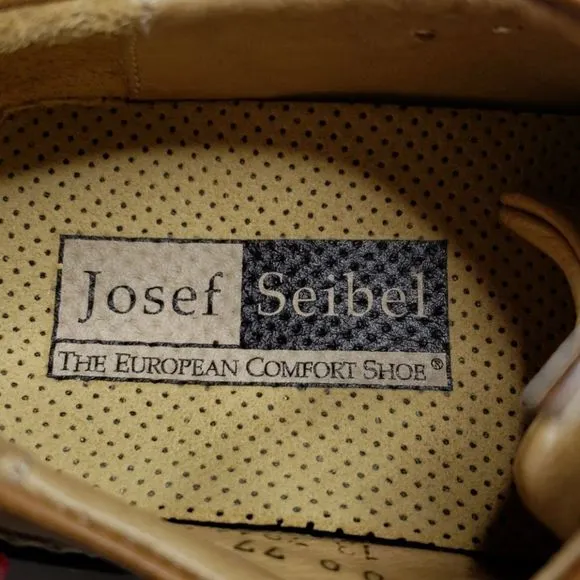 Josef Seibel
THE EUROPEAN COMFORT SHOE®